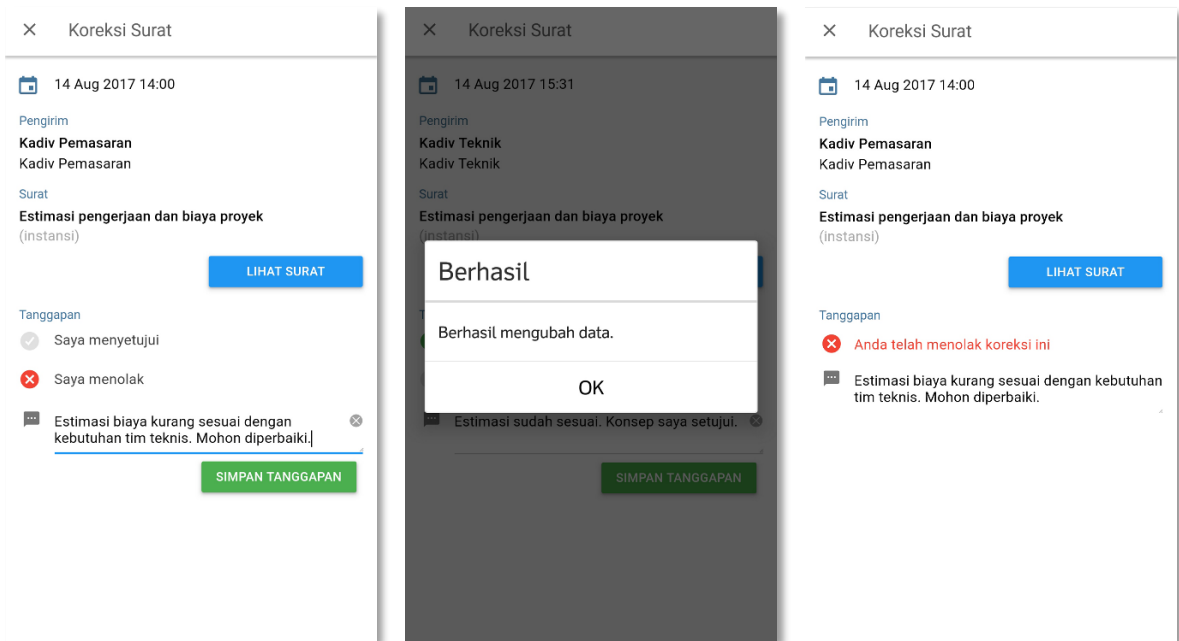 Koreksi Surat
14 Aug 2017 14:00
Pengirim
Kadiv Pemasaran
Kadiv Pemasaran
Surat
Estimasi pengerjaan dan biaya proyek
(instansi)
LIHAT SURAT
Tanggapan
Saya menyetujui
Saya menolak
Estimasi biaya kurang sesuai dengan
kebutuhan tim teknis. Mohon diperbaiki.
SIMPAN TANGGAPAN
Koreksi Surat
14 Aug 2017 15:31
Pengirim
Kadiv Teknik
Kadiv Teknik
Surat
Estimasi pengerjaan dan biaya proyek
(instansi)
Berhasil
Berhasil mengubah data.
OK
Estimasi sudah sesuai. Konsep saya setujui.
SIMPAN TANGGAPAN
Koreksi Surat
14 Aug 2017 14:00
Pengirim
Kadiv Pemasaran
Kadiv Pemasaran
Surat
Estimasi pengerjaan dan biaya proyek
(instansi)
LIHAT SURAT
Tanggapan
Anda telah menolak koreksi ini
Estimasi biaya kurang sesuai dengan kebutuhan
tim teknis. Mohon diperbaiki.